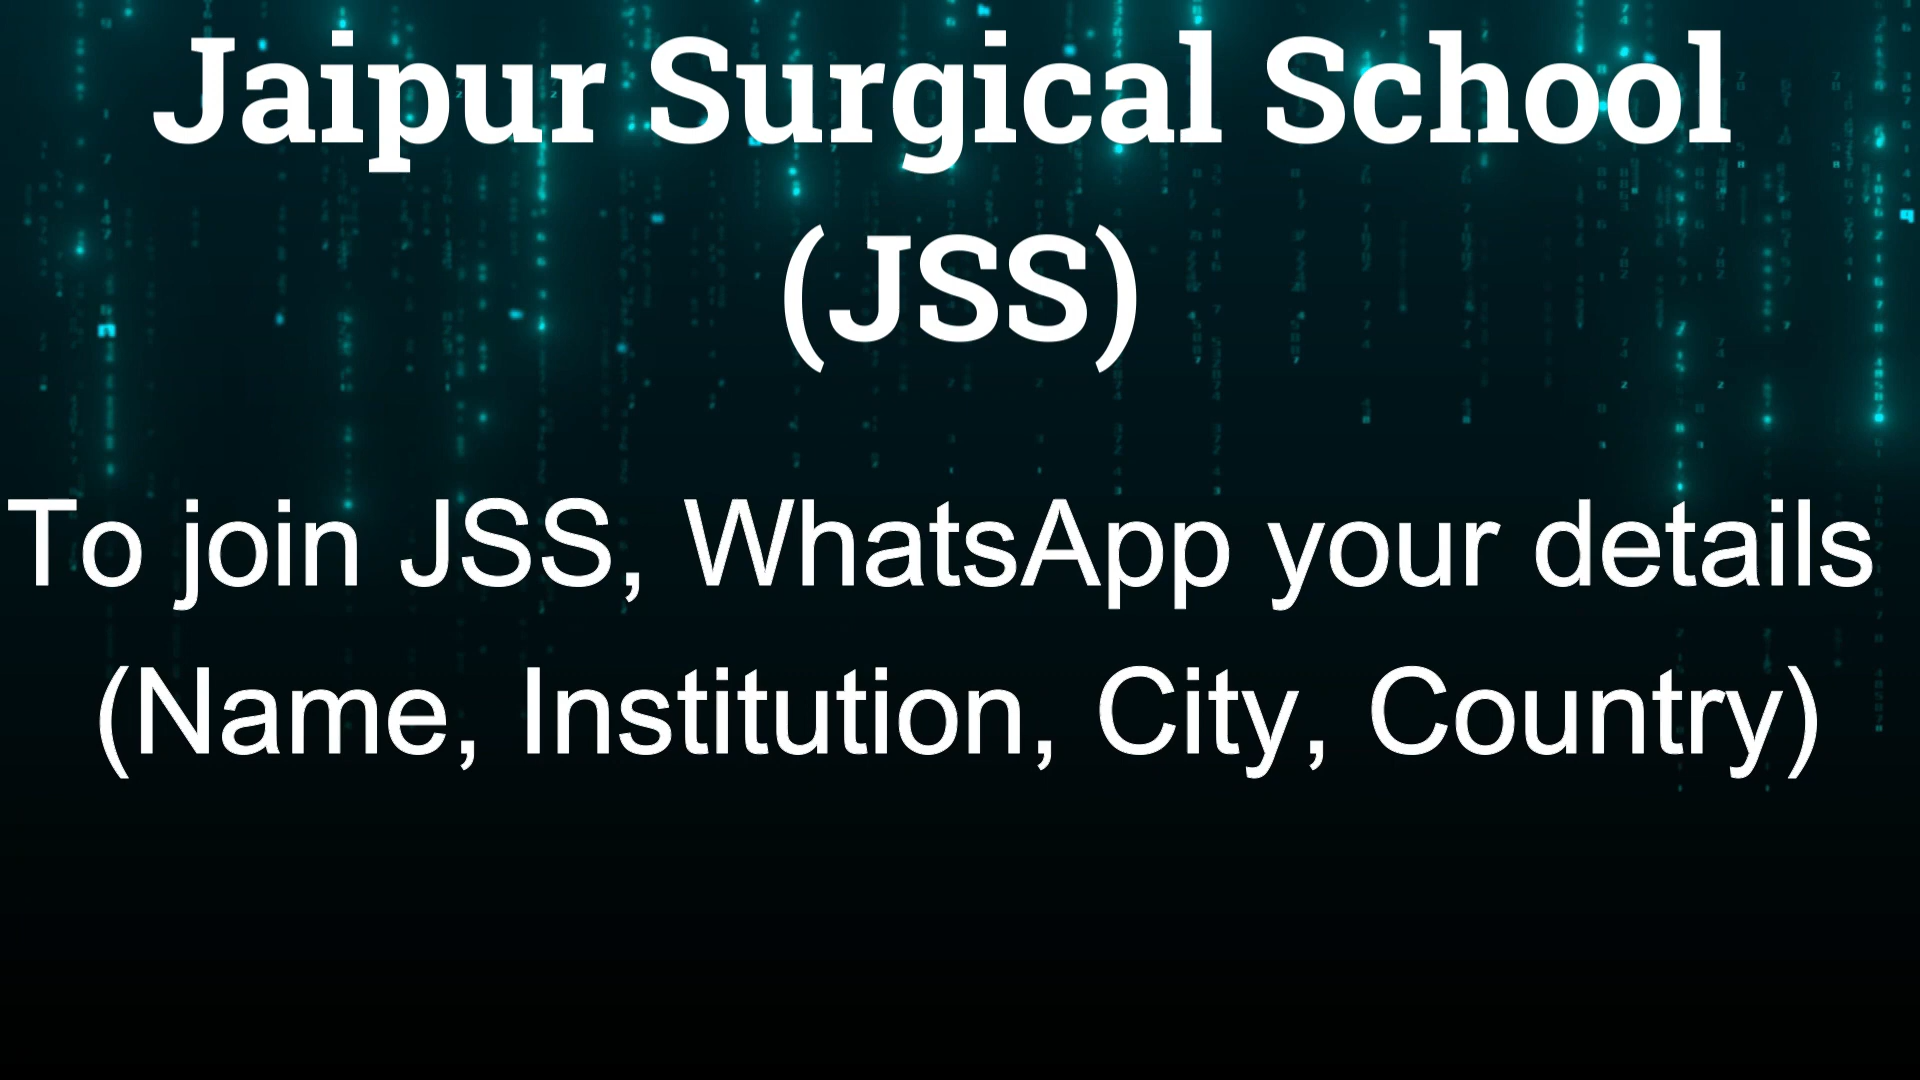 Jaipur Surgical School
(JSS)
To join JSS, WhatsApp your details
(Name, Institution, City, Country)